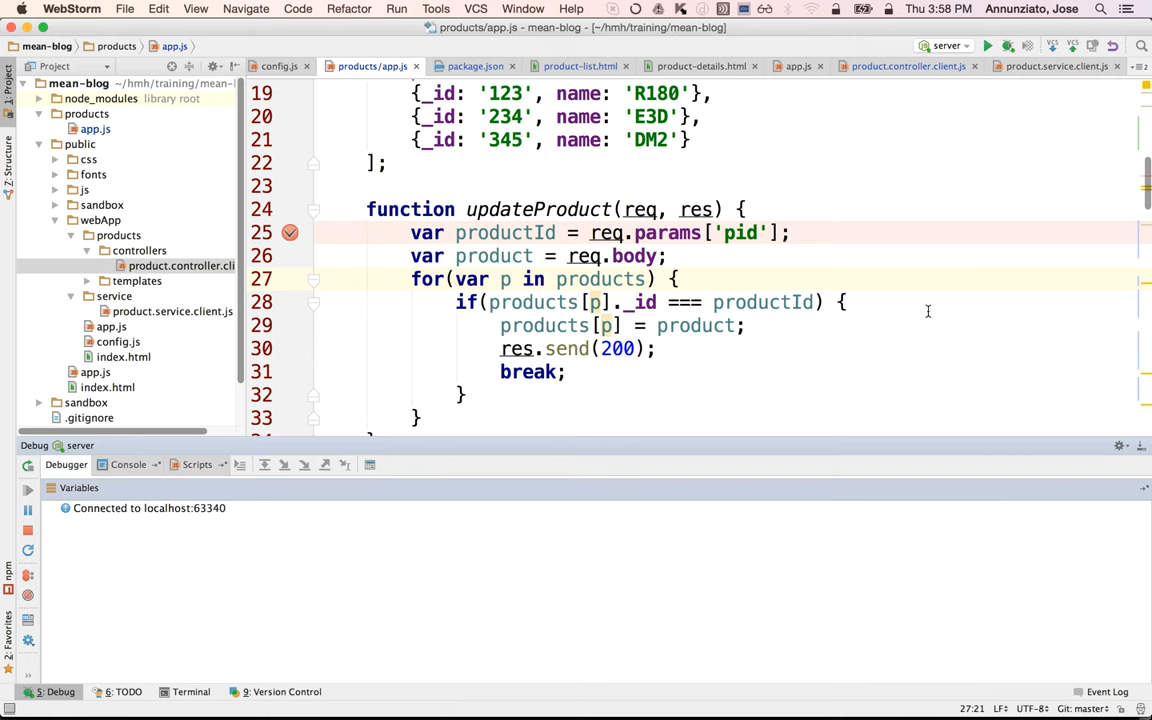 WebStorm File Edit View Navigate Code Refactor Run Tools VCS Window Help Thu 3:58 PM Annunziato, Jose
products/app.js - mean-blog - [~/hmh/training/mean-blog]
mean-blog products app.js server
Project config.js products/app.js package.json product-list.html product-details.html app.js product.controller.client.js product.service.client.js
1: Project
Z: Structure
npm
2: Favorites
mean-blog ~/hmh/training/mean-l
node_modules library root
products
app.js
public
css
fonts
js
sandbox
webApp
products
controllers
product.controller.cli
templates
service
product.service.client.js
app.js
config.js
index.html
app.js
index.html
sandbox
.gitignore
19 {_id: '123', name: 'R180'},
20 {_id: '234', name: 'E3D'},
21 {_id: '345', name: 'DM2'}
22 ];
23
24 function updateProduct(req, res) {
25 var productId = req.params['pid'];
26 var product = req.body;
27 for(var p in products) {
28 if(products[p]._id === productId) {
29 products[p] = product;
30 res.send(200);
31 break;
32 }
33 }
Debug server
Debugger Console Scripts
Variables
Connected to localhost:63340
5: Debug 6: TODO Terminal 9: Version Control Event Log
27:21 LF UTF-8 Git: master